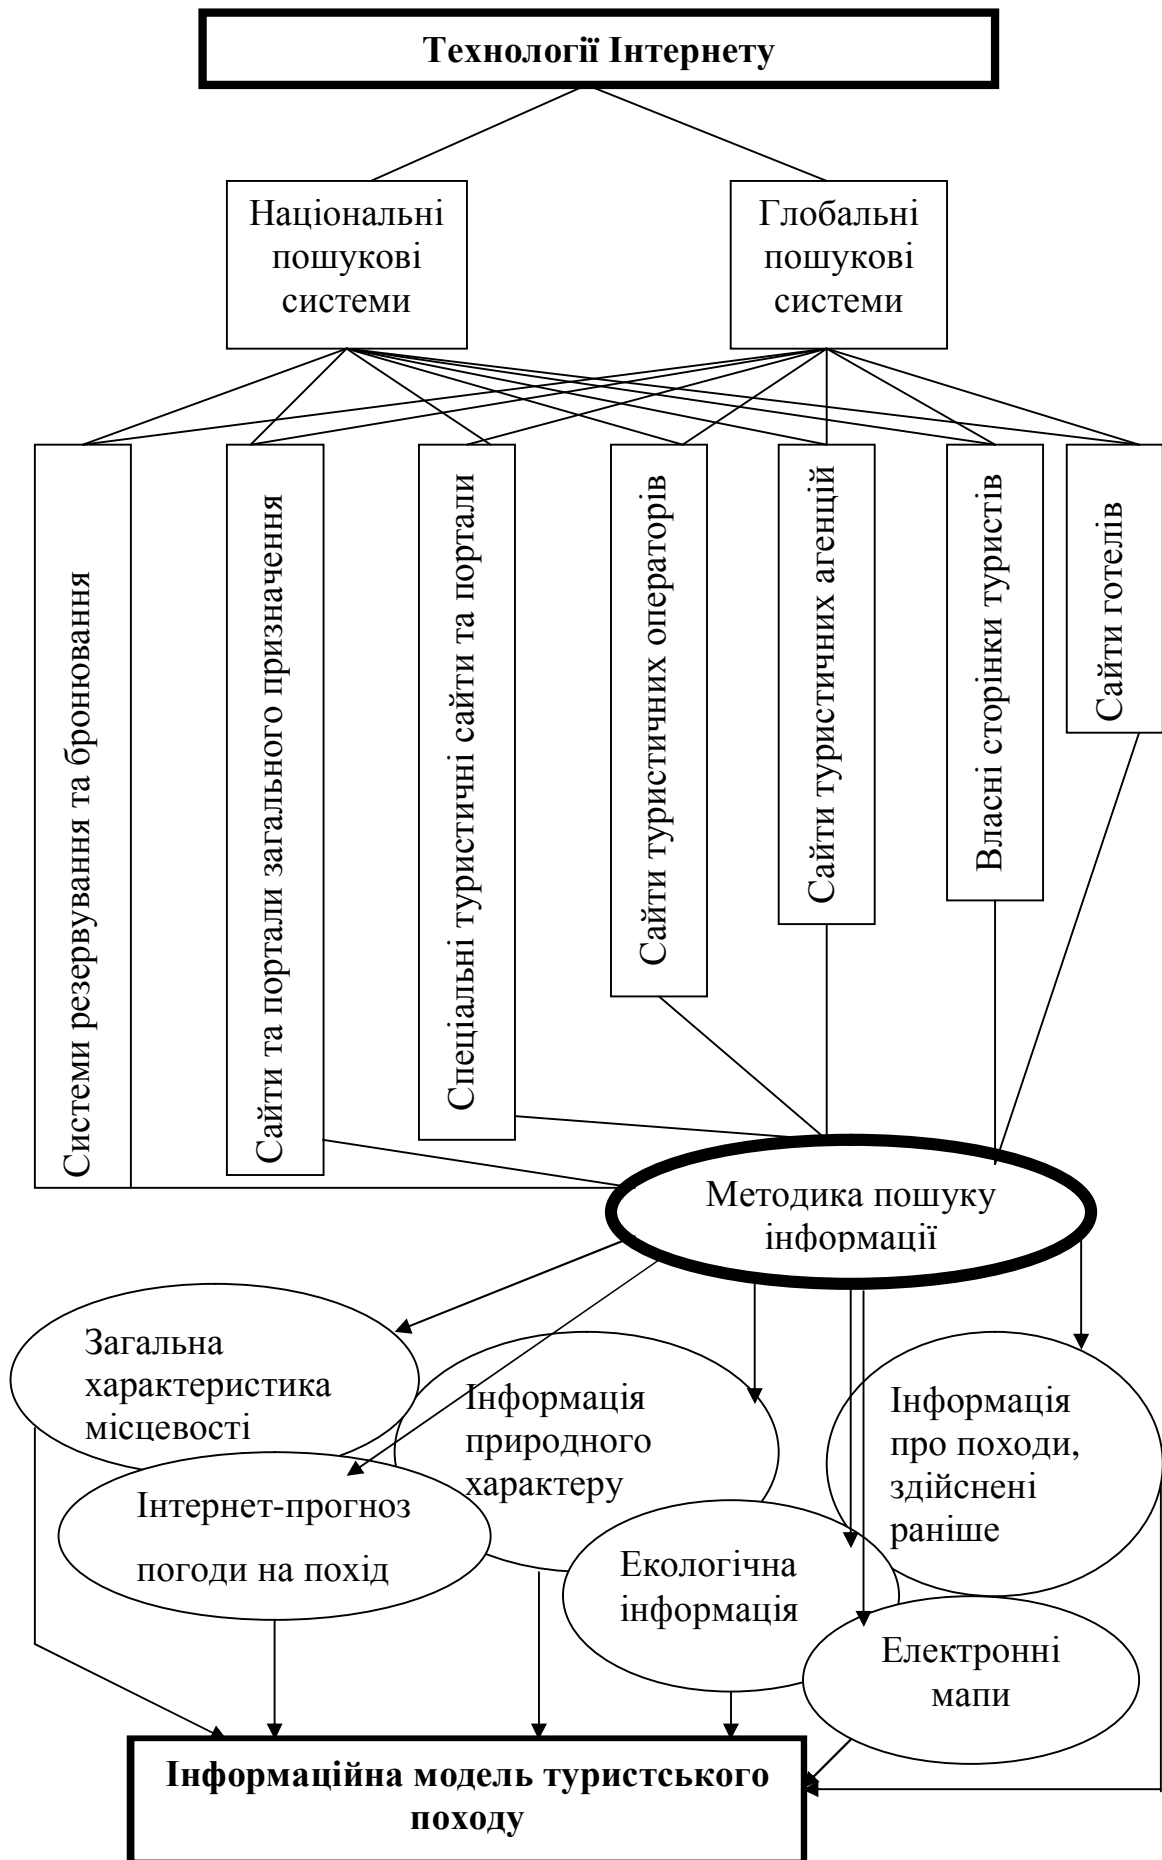 Технології Інтернету
Національні
пошукові
системи
Глобальні
пошукові
системи
Системи резервування та бронювання
Сайти та портали загального призначення
Спеціальні туристичні сайти та портали
Сайти туристичних операторів
Сайти туристичних агенцій
Власні сторінки туристів
Сайти готелів
Методика пошуку
інформації
Загальна
характеристика
місцевості
Інформація
природного
характеру
Інформація
про походи,
здійснені
раніше
Інтернет-прогноз
погоди на похід
Екологічна
інформація
Електронні
мапи
Інформаційна модель туристського
походу